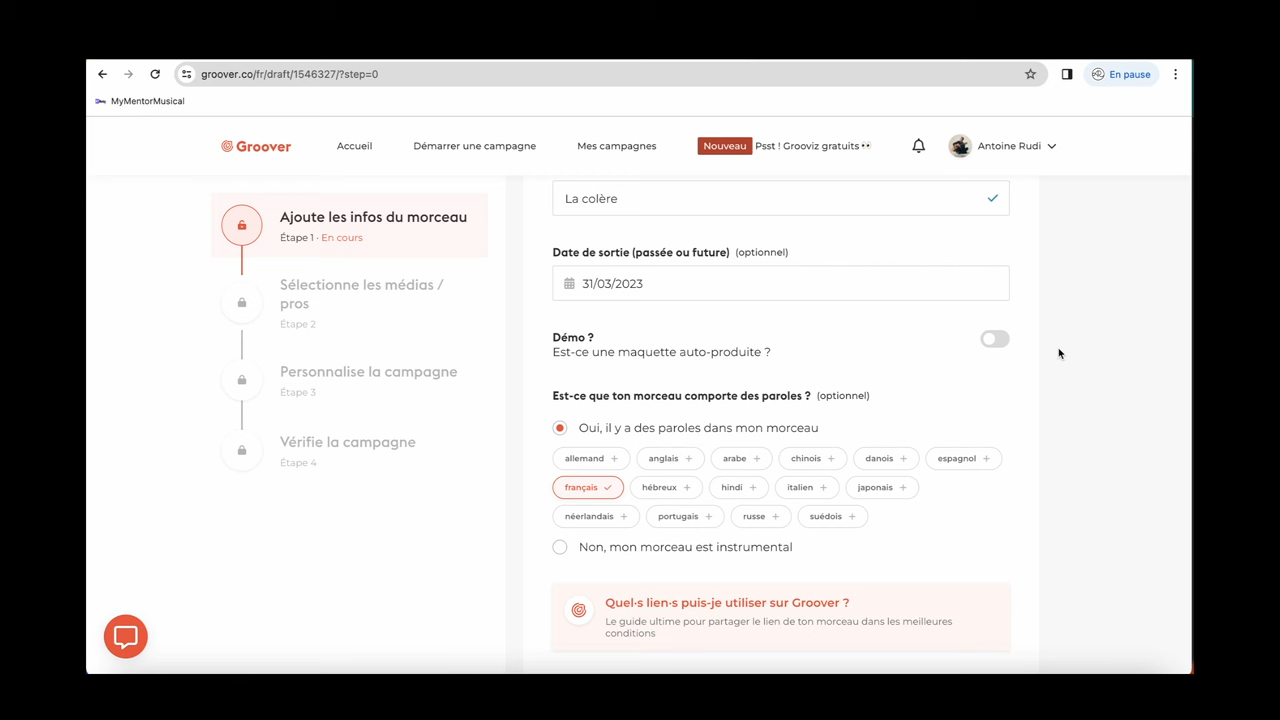 groover.co/fr/draft/1546327/?step=0
En pause
MyMentorMusical
Groover
Accueil
Démarrer une campagne
Mes campagnes
Nouveau
Psst ! Grooviz gratuits
Antoine Rudi
Ajoute les infos du morceau
Étape 1 · En cours
Sélectionne les médias /
pros
Étape 2
Personnalise la campagne
Étape 3
Vérifie la campagne
Étape 4
La colère
Date de sortie (passée ou future) (optionnel)
31/03/2023
Démo ?
Est-ce une maquette auto-produite ?
Est-ce que ton morceau comporte des paroles ? (optionnel)
Oui, il y a des paroles dans mon morceau
allemand + anglais + arabe + chinois + danois + espagnol +
français ✓ hébreux + hindi + italien + japonais +
néerlandais + portugais + russe + suédois +
Non, mon morceau est instrumental
Quel·s lien·s puis-je utiliser sur Groover ?
Le guide ultime pour partager le lien de ton morceau dans les meilleures
conditions